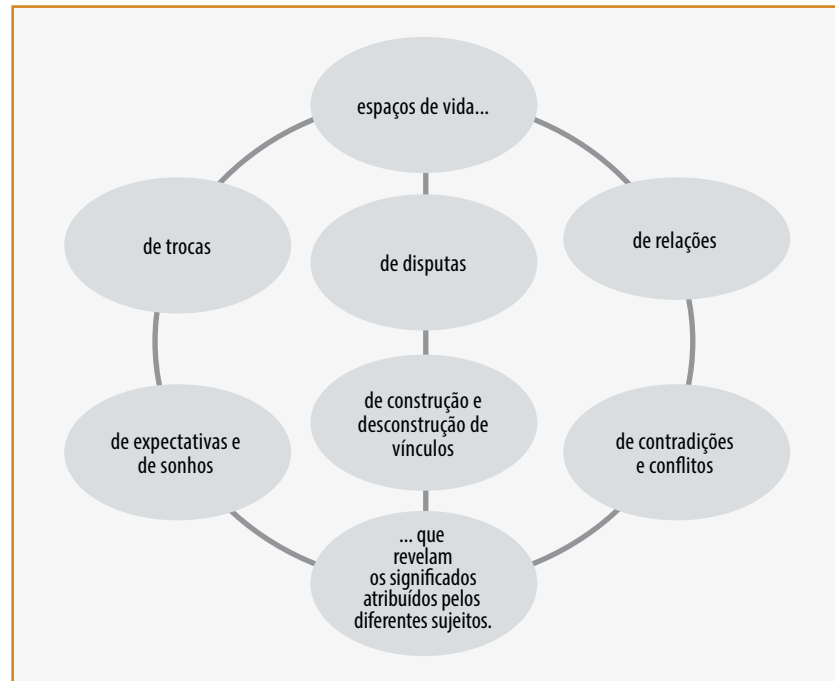 espaços de vida...
de trocas
de disputas
de relações
de expectativas e
de sonhos
de construção e
desconstrução de
vínculos
de contradições
e conflitos
... que
revelam
os significados
atribuídos pelos
diferentes sujeitos.